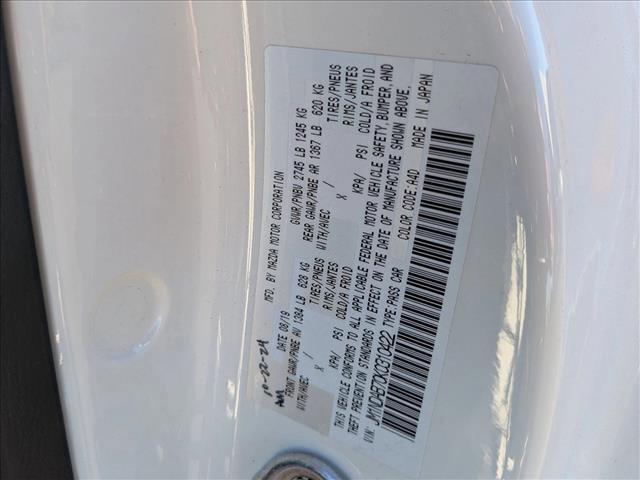 MFD. BY MAZDA MOTOR CORPORATION
DATE 08/19 GVWR/PNBV 2745 LB 1245 KG
FRONT GAWR/PNBE AV 1384 LB 628 KG REAR GAWR/PNBE AR 1367 LB 620 KG
WITH/AVEC TIRES/PNEUS WITH/AVEC TIRES/PNEUS
X RIMS/JANTES X / RIMS/JANTES
KPA/ PSI COLD/A FROID KPA/ PSI COLD/A FROID
THIS VEHICLE CONFORMS TO ALL APPLICABLE FEDERAL MOTOR VEHICLE SAFETY, BUMPER, AND
THEFT PREVENTION STANDARDS IN EFFECT ON THE DATE OF MANUFACTURE SHOWN ABOVE.
VIN: JM1NDAB70K0310422 TYPE: PASS CAR COLOR CODE: A4D MADE IN JAPAN